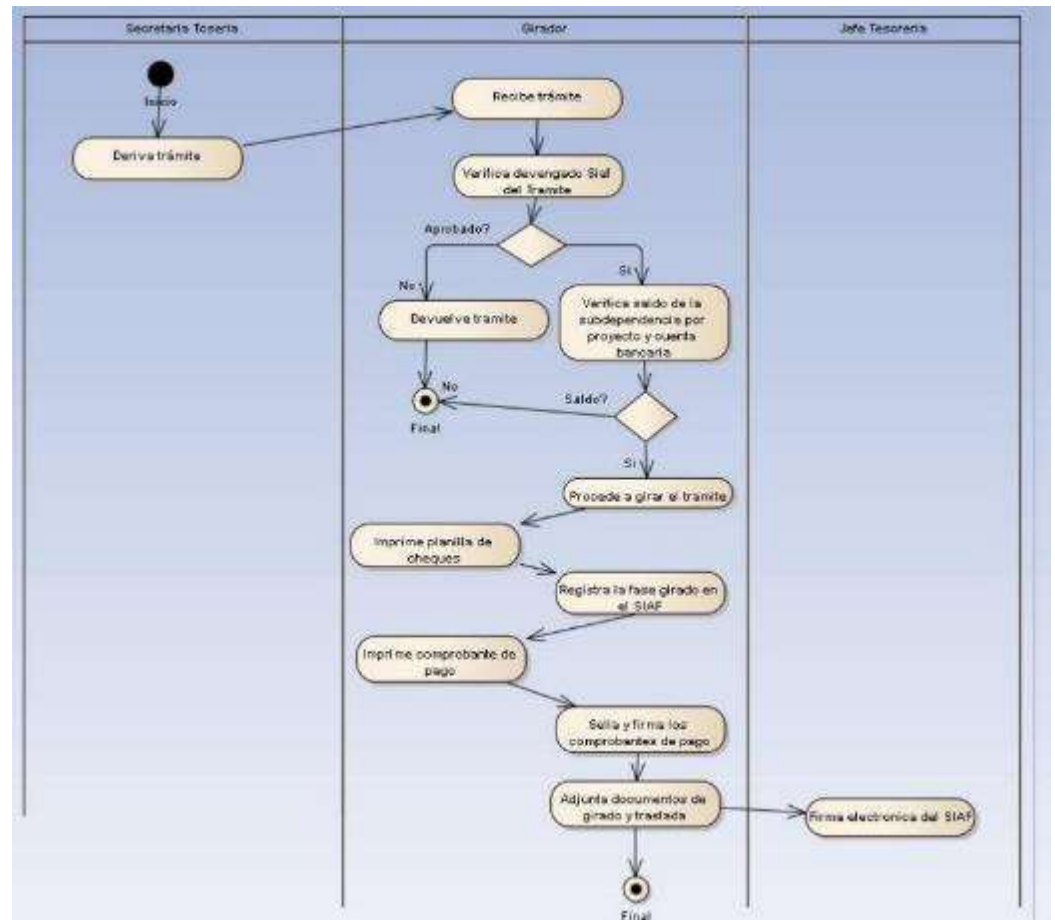 Secretaria Toseria
Girador
Jefe Tesoreria
Inicio
Deriva trámite
Recibe trámite
Verifica devengado Siaf
del Tramite
Aprobado?
No
Si
Devuelve tramite
Verifica saldo de la
subdependencia por
proyecto y cuenta
bancaria
No
Saldo?
Final
Si
Procede a girar el tramite
Imprime planilla de
cheques
Registra la fase girado en
el SIAF
Imprime comprobante de
pago
Sella y firma los
comprobantes de pago
Adjunta documentos de
girado y traslada
Firma electronica del SIAF
Final